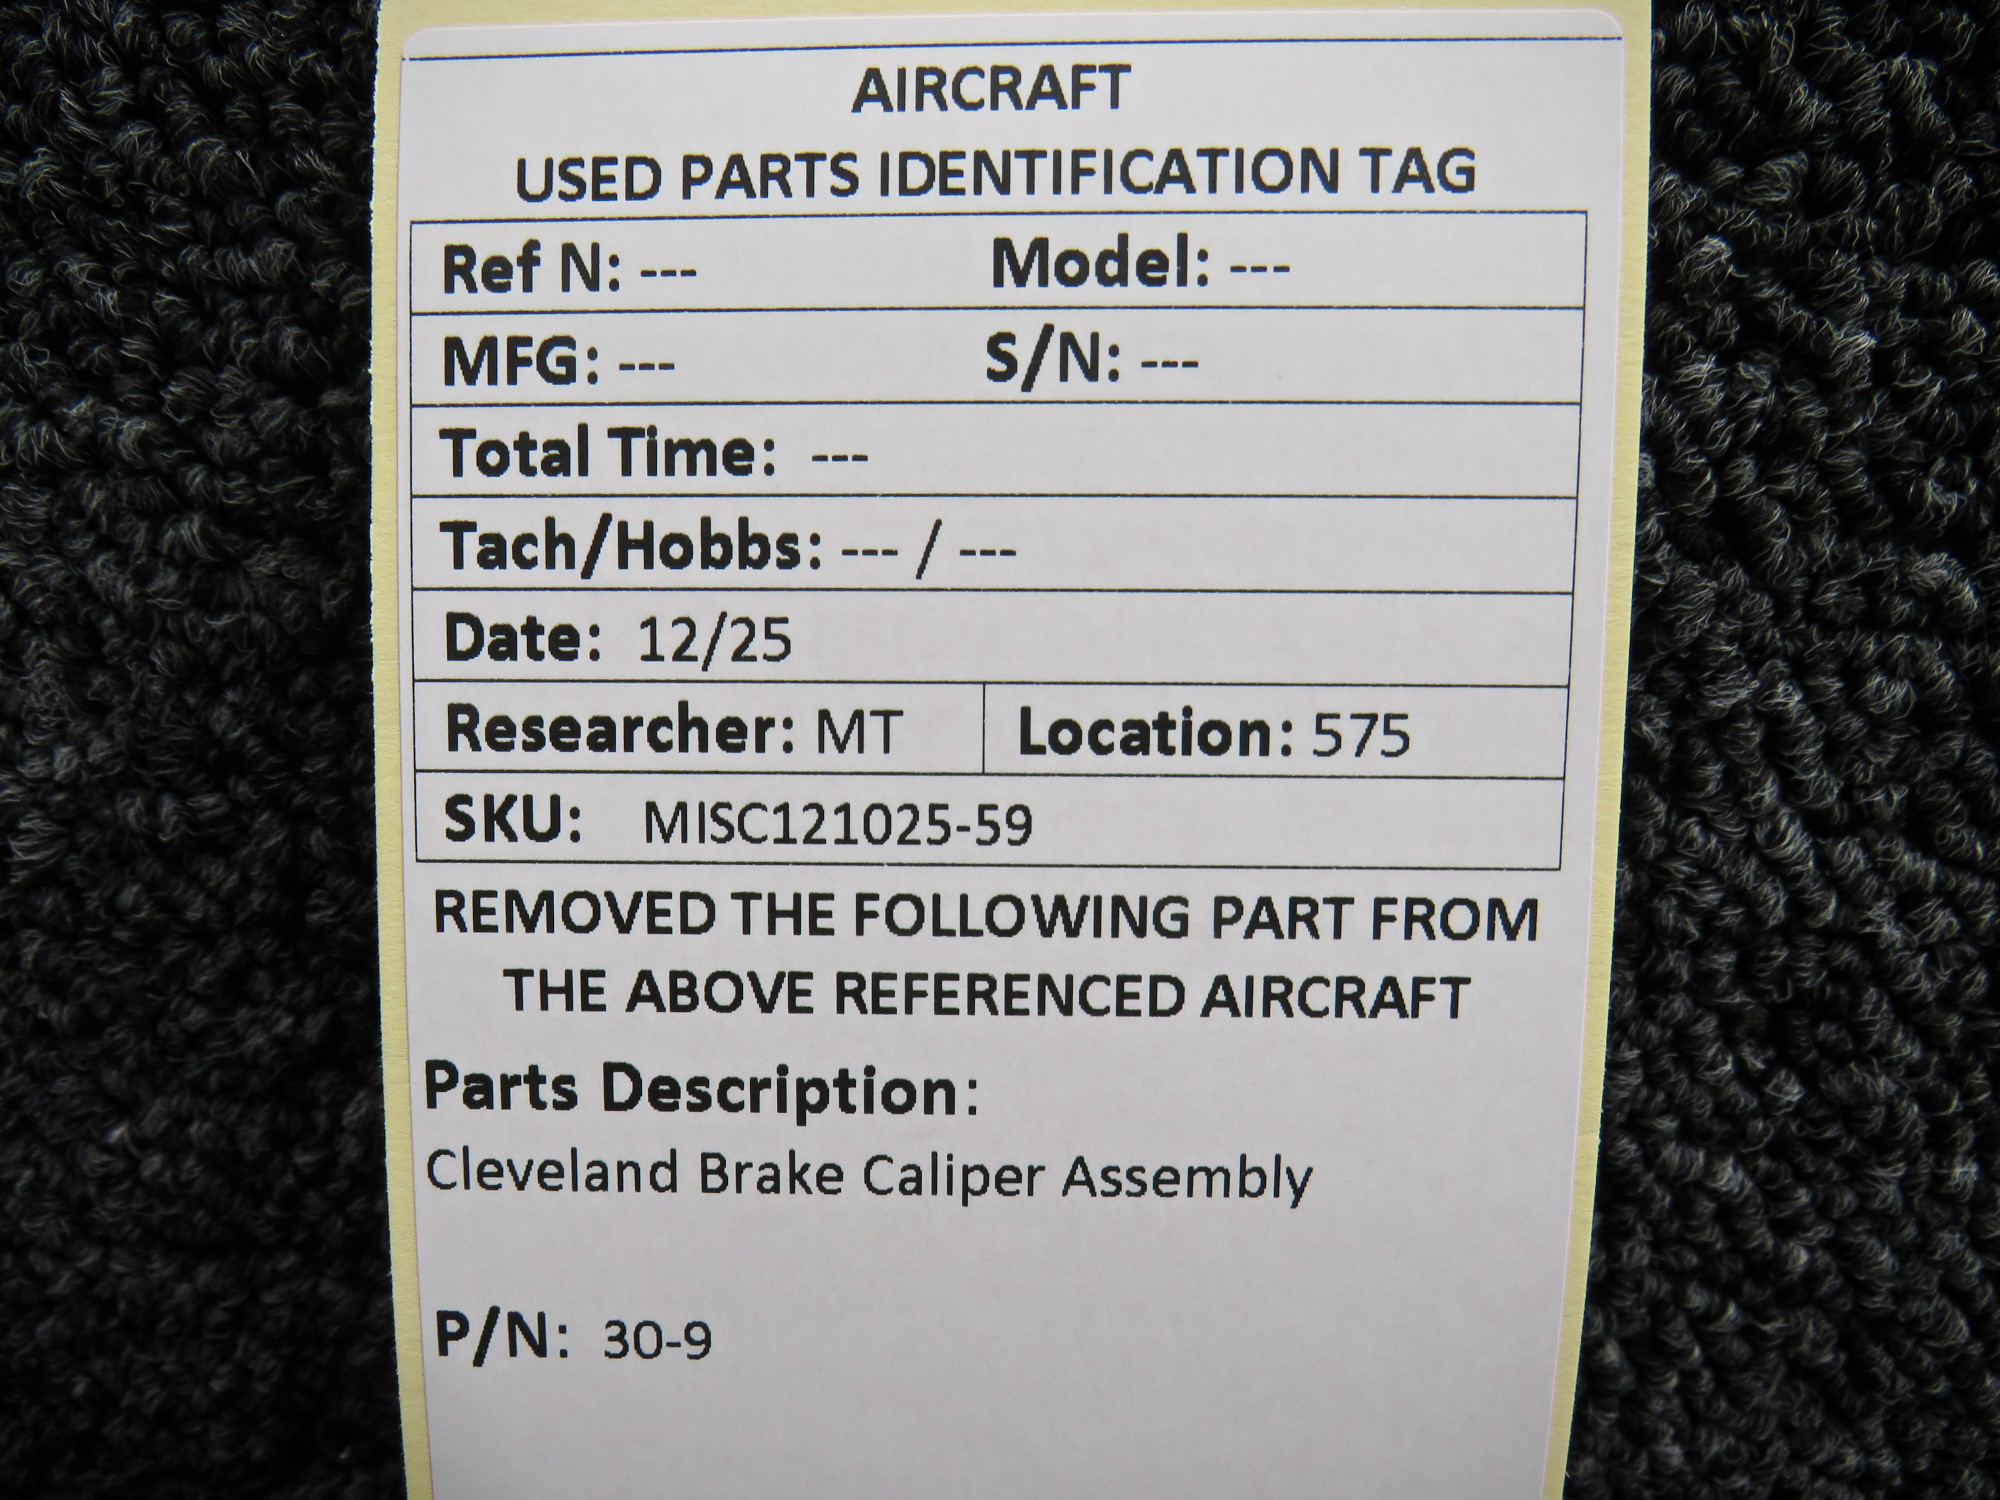 AIRCRAFT
USED PARTS IDENTIFICATION TAG
Ref N: --- Model: ---
MFG: --- S/N: ---
Total Time: ---
Tach/Hobbs: --- / ---
Date: 12/25
Researcher: MT Location: 575
SKU: MISC121025-59
REMOVED THE FOLLOWING PART FROM
THE ABOVE REFERENCED AIRCRAFT
Parts Description:
Cleveland Brake Caliper Assembly
P/N: 30-9